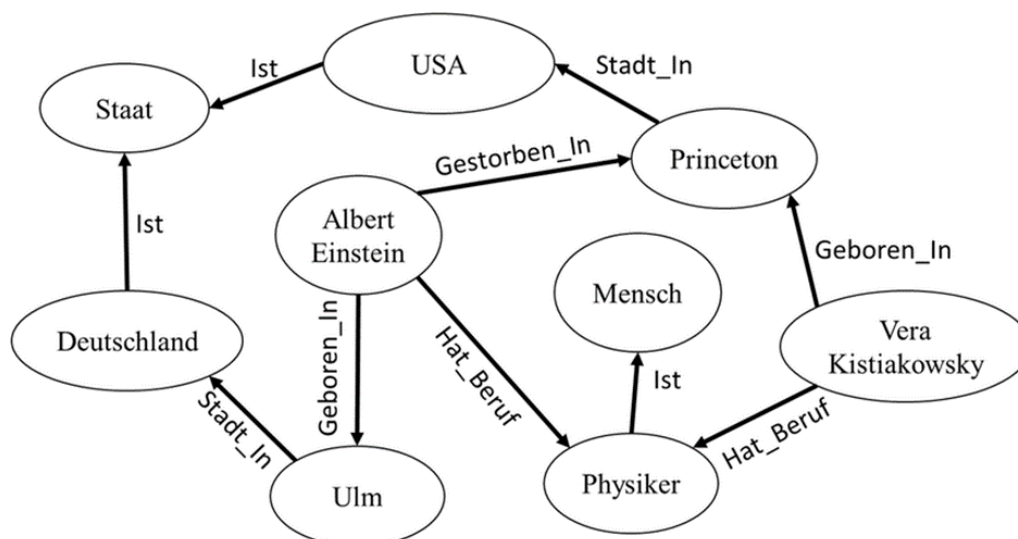 USA
Ist
Stadt_In
Staat
Gestorben_In
Princeton
Albert
Einstein
Ist
Mensch
Geboren_In
Deutschland
Geboren_In
Hat_Beruf
Vera
Kistiakowsky
Ist
Stadt_In
Hat_Beruf
Ulm
Physiker